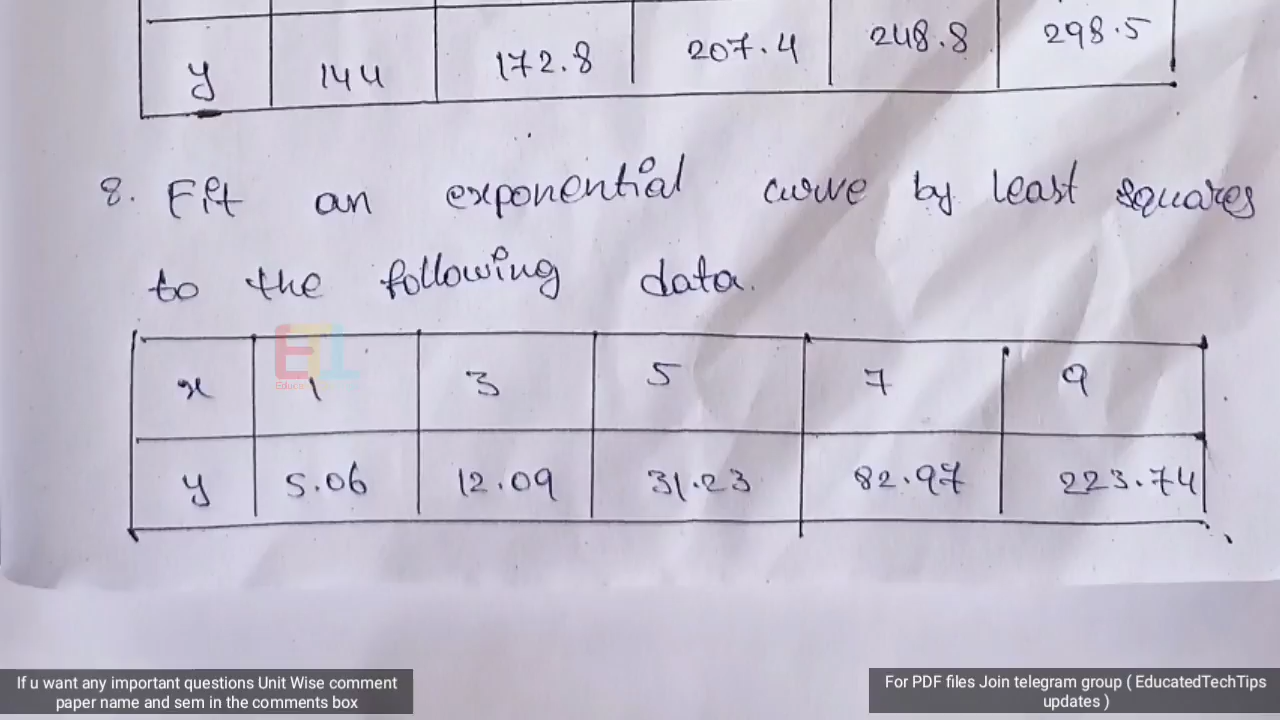 y 144 172.8 207.4 248.8 298.5
8. Fit an exponential curve by least squares
to the following data.
x 1 3 5 7 9
y 5.06 12.09 31.23 82.97 223.74
If u want any important questions Unit Wise comment
paper name and sem in the comments box
For PDF files Join telegram group ( EducatedTechTips
updates )